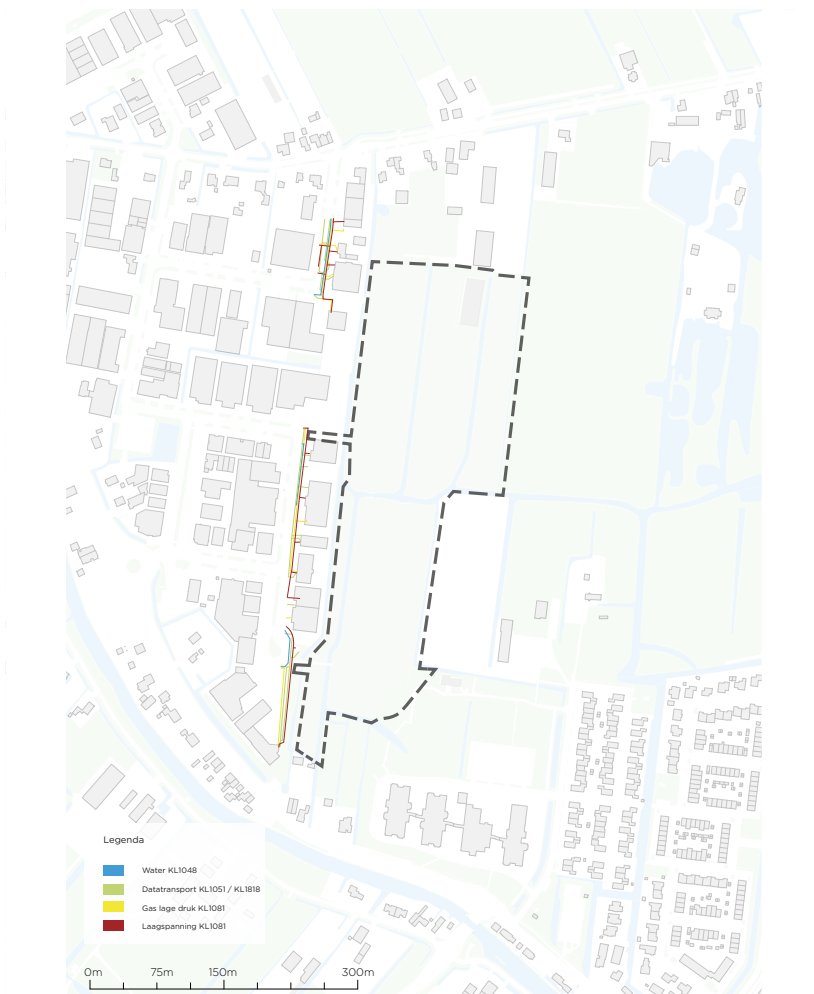 Legenda
Water KL1048
Datatransport KL1051 / KL1818
Gas lage druk KL1081
Laagspanning KL1081
0m 75m 150m 300m